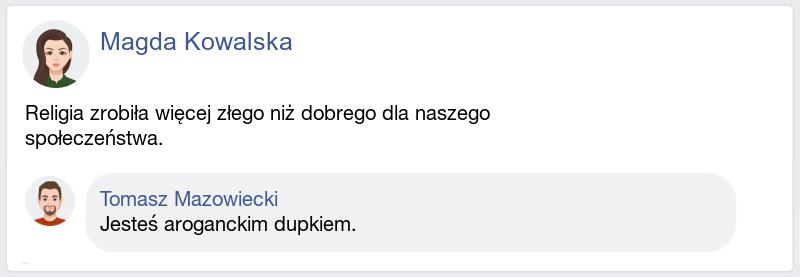 Magda Kowalska
Religia zrobiła więcej złego niż dobrego dla naszego
społeczeństwa.
Tomasz Mazowiecki
Jesteś aroganckim dupkiem.